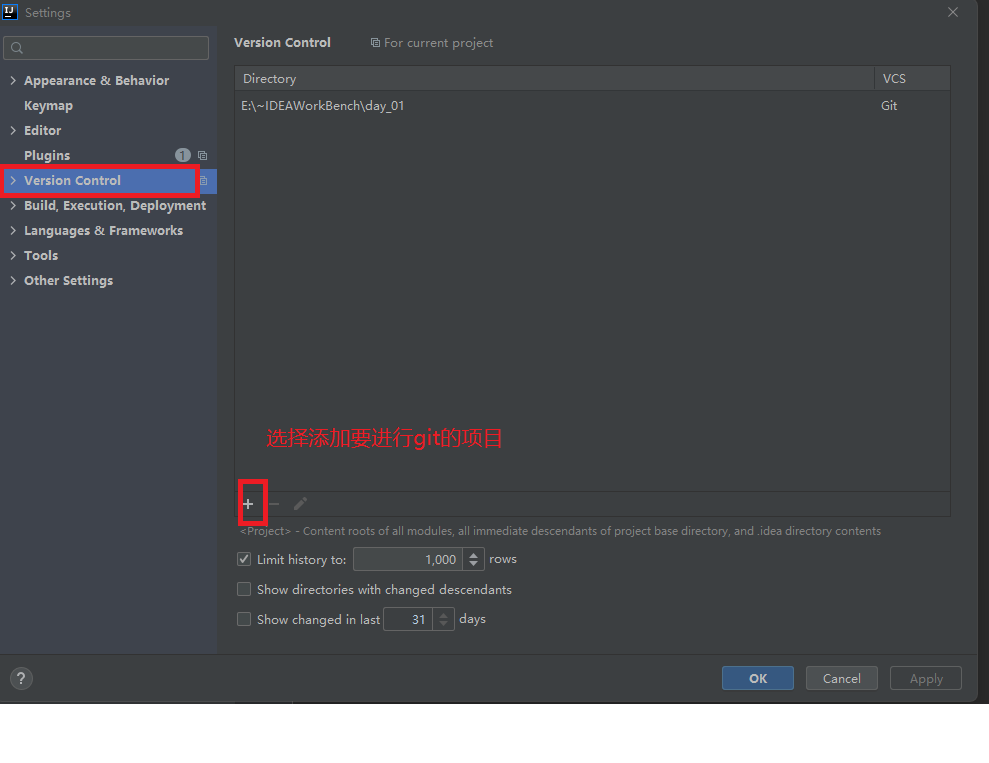 IJ Settings
Appearance & Behavior
Keymap
Editor
Plugins 1
Version Control
Build, Execution, Deployment
Languages & Frameworks
Tools
Other Settings
Version Control For current project
Directory VCS
E:\~IDEAWorkBench\day_01 Git
选择添加要进行git的项目
<Project> - Content roots of all modules, all immediate descendants of project base directory, and .idea directory contents
Limit history to: 1,000 rows
Show directories with changed descendants
Show changed in last 31 days
? OK Cancel Apply